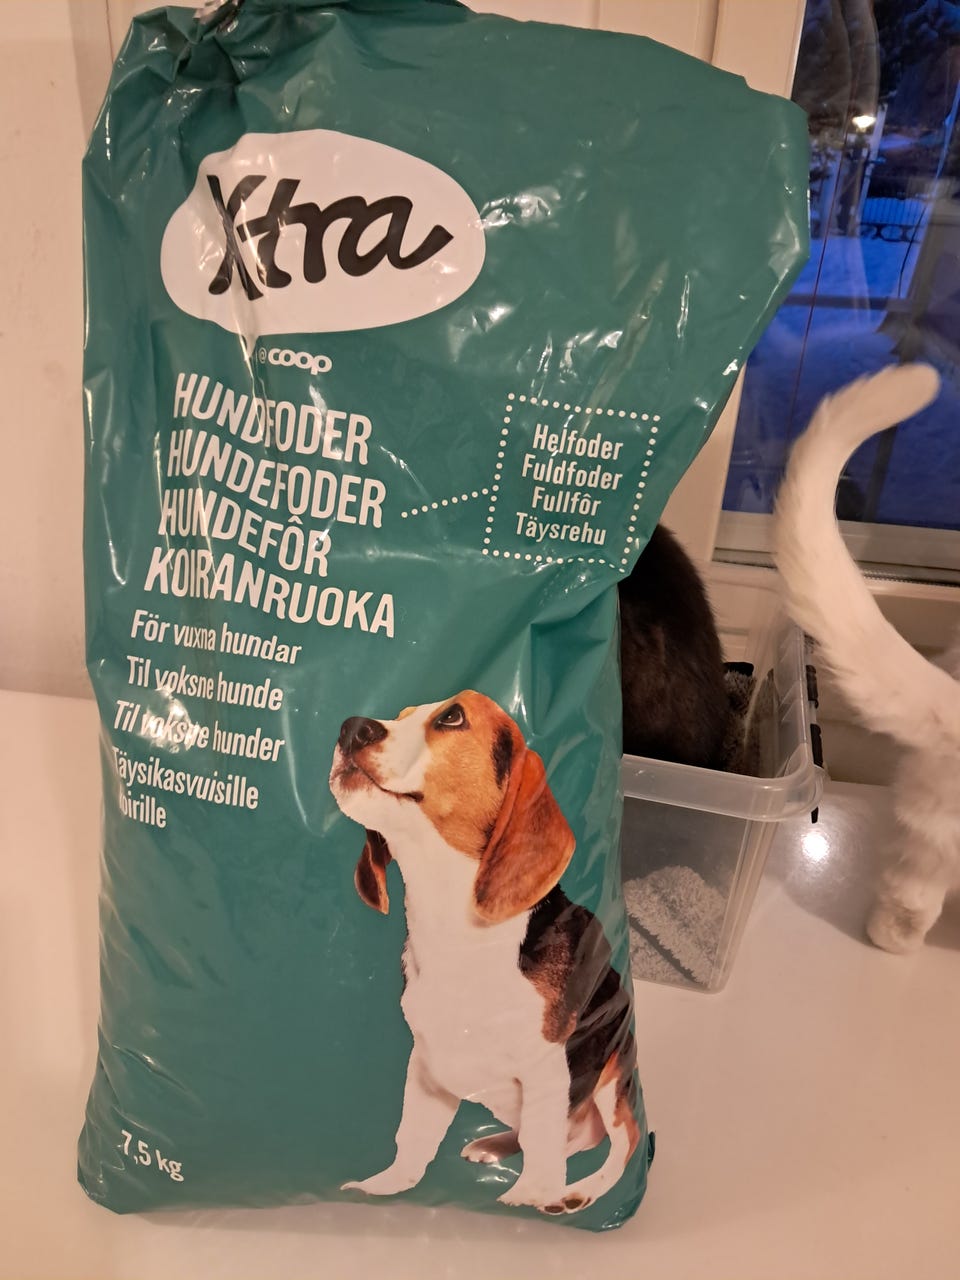 Xtra
@coop
HUNDFODER
HUNDEFODER
HUNDEFÔR
KOIRANRUOKA
Helfoder
Fuldfoder
Fullfôr
Täysrehu
För vuxna hundar
Til voksne hunde
Til voksne hunder
Täysikasvuisille
koirille
7,5 kg